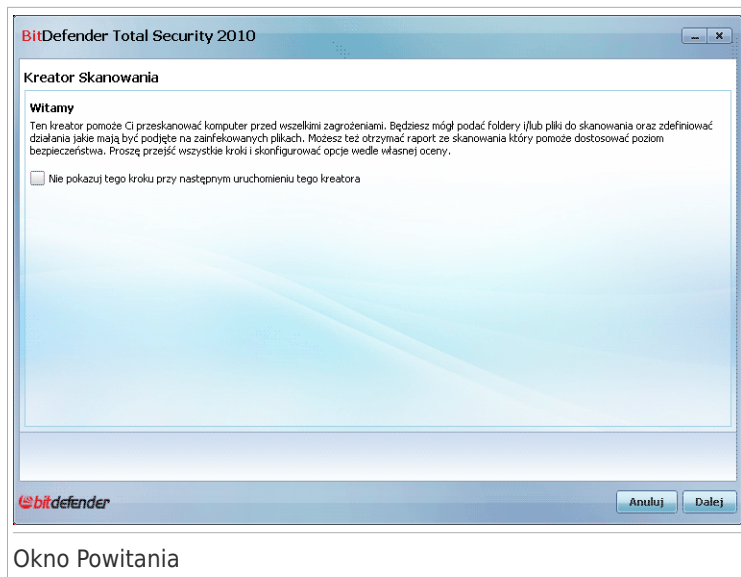 BitDefender Total Security 2010
Kreator Skanowania
Witamy
Ten kreator pomoże Ci przeskanować komputer przed wszelkimi zagrożeniami. Będziesz mógł podać foldery i/lub pliki do skanowania oraz zdefiniować
działania jakie mają być podjęte na zainfekowanych plikach. Możesz też otrzymać raport ze skanowania który pomoże dostosować poziom
bezpieczeństwa. Proszę przejść wszystkie kroki i skonfigurować opcje wedle własnej oceny.
Nie pokazuj tego kroku przy następnym uruchomieniu tego kreatora
bitdefender
Anuluj Dalej
Okno Powitania